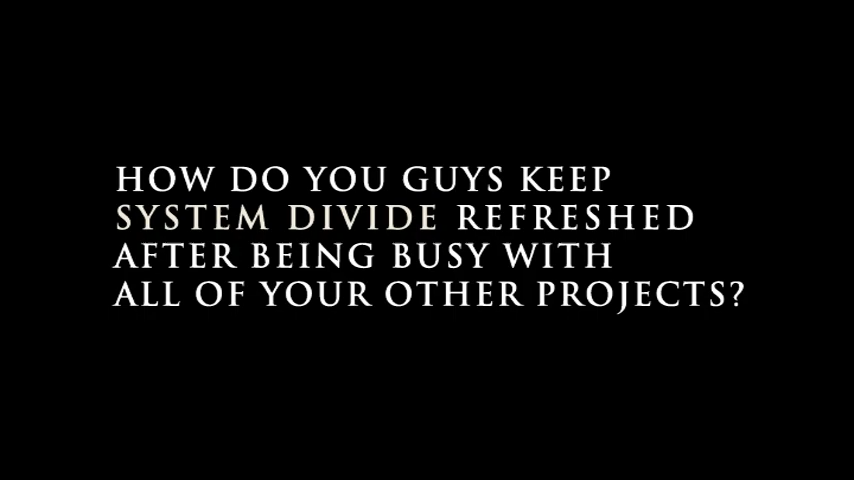 HOW DO YOU GUYS KEEP
SYSTEM DIVIDE REFRESHED
AFTER BEING BUSY WITH
ALL OF YOUR OTHER PROJECTS?